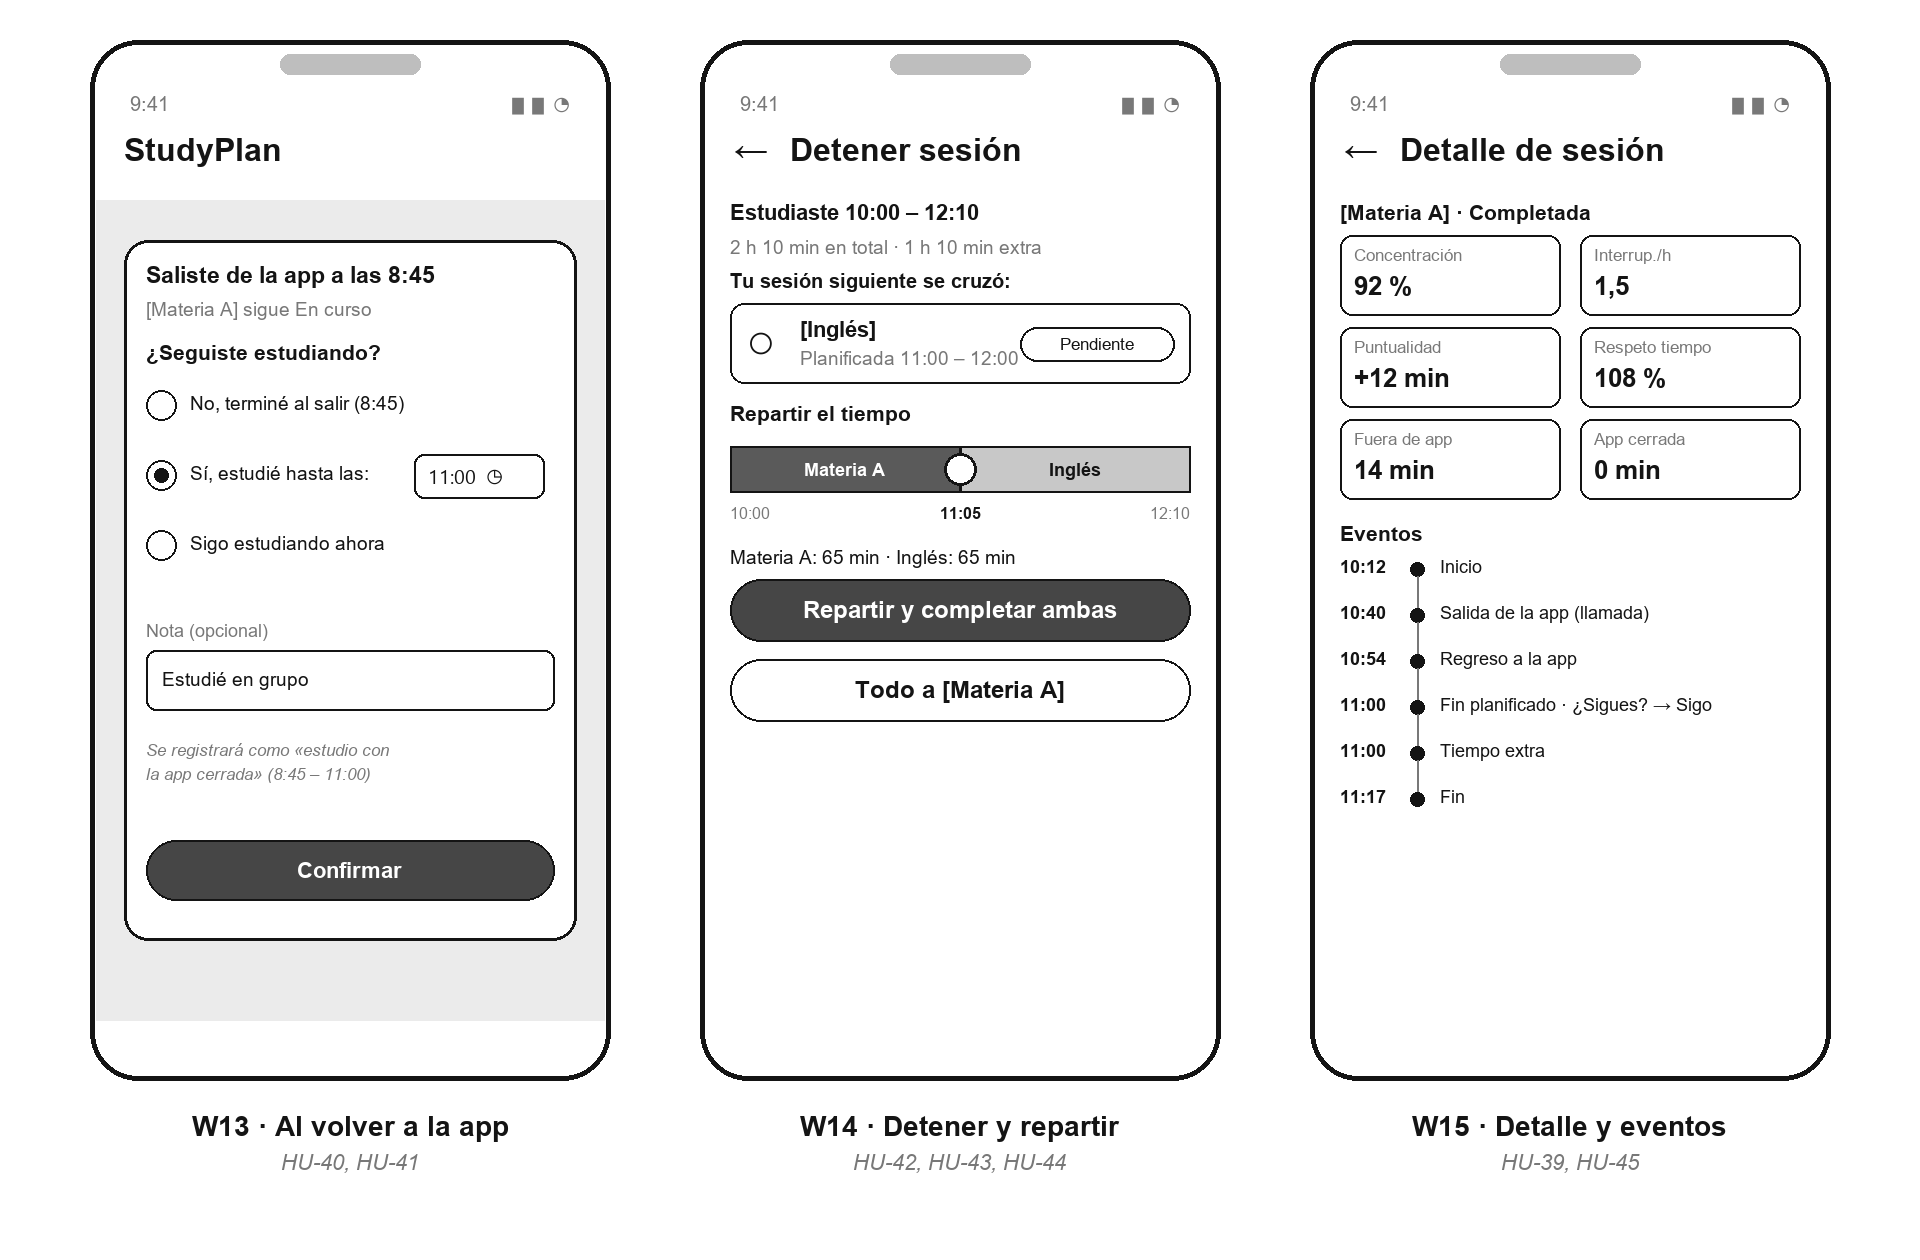 9:41
StudyPlan
Saliste de la app a las 8:45
[Materia A] sigue En curso
¿Seguiste estudiando?
No, terminé al salir (8:45)
Sí, estudié hasta las:
11:00
Sigo estudiando ahora
Nota (opcional)
Estudié en grupo
Se registrará como «estudio con
la app cerrada» (8:45 – 11:00)
Confirmar
W13 · Al volver a la app
HU-40, HU-41
9:41
← Detener sesión
Estudiaste 10:00 – 12:10
2 h 10 min en total · 1 h 10 min extra
Tu sesión siguiente se cruzó:
[Inglés]
Planificada 11:00 – 12:00
Pendiente
Repartir el tiempo
Materia A Inglés
10:00 11:05 12:10
Materia A: 65 min · Inglés: 65 min
Repartir y completar ambas
Todo a [Materia A]
W14 · Detener y repartir
HU-42, HU-43, HU-44
9:41
← Detalle de sesión
[Materia A] · Completada
Concentración
92 %
Interrup./h
1,5
Puntualidad
+12 min
Respeto tiempo
108 %
Fuera de app
14 min
App cerrada
0 min
Eventos
10:12 Inicio
10:40 Salida de la app (llamada)
10:54 Regreso a la app
11:00 Fin planificado · ¿Sigues? → Sigo
11:00 Tiempo extra
11:17 Fin
W15 · Detalle y eventos
HU-39, HU-45